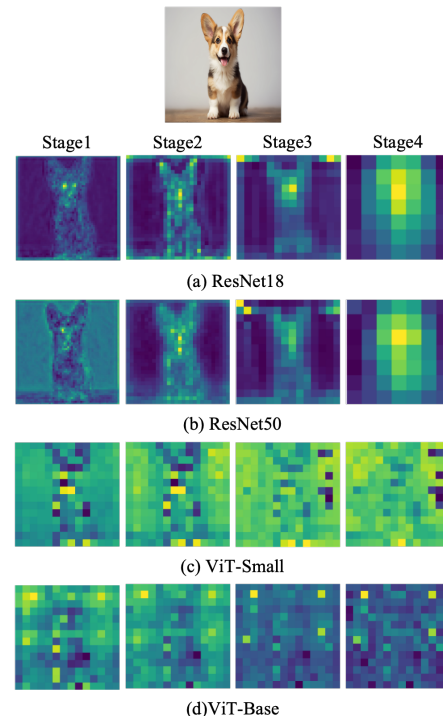 Stage1 Stage2 Stage3 Stage4
(a) ResNet18
(b) ResNet50
(c) ViT-Small
(d)ViT-Base